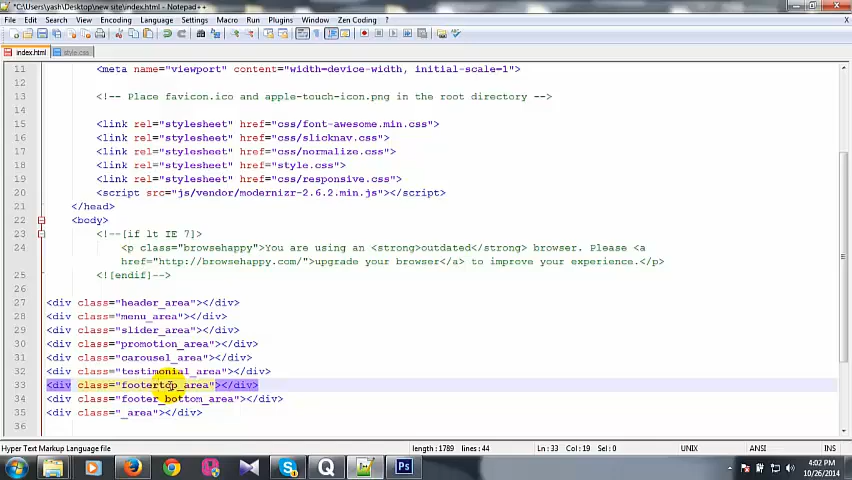 *C:\Users\yash\Desktop\new site\index.html - Notepad++
File Edit Search View Encoding Language Settings Macro Run Plugins Window Zen Coding ?
X
index.html style.css
11 <meta name="viewport" content="width=device-width, initial-scale=1">
12
13 <!-- Place favicon.ico and apple-touch-icon.png in the root directory -->
14
15 <link rel="stylesheet" href="css/font-awesome.min.css">
16 <link rel="stylesheet" href="css/slicknav.css">
17 <link rel="stylesheet" href="css/normalize.css">
18 <link rel="stylesheet" href="style.css">
19 <link rel="stylesheet" href="css/responsive.css">
20 <script src="js/vendor/modernizr-2.6.2.min.js"></script>
21 </head>
22 <body>
23 <!--[if lt IE 7]>
24 <p class="browsehappy">You are using an <strong>outdated</strong> browser. Please <a
href="http://browsehappy.com/">upgrade your browser</a> to improve your experience.</p>
25 <![endif]-->
26
27 <div class="header_area"></div>
28 <div class="menu_area"></div>
29 <div class="slider_area"></div>
30 <div class="promotion_area"></div>
31 <div class="carousel_area"></div>
32 <div class="testimonial_area"></div>
33 <div class="footertop_area"></div>
34 <div class="footer_bottom_area"></div>
35 <div class="_area"></div>
36
Hyper Text Markup Language file length : 1789 lines : 44 Ln : 33 Col : 19 Sel : 0 UNIX ANSI INS
4:02 PM
10/26/2014